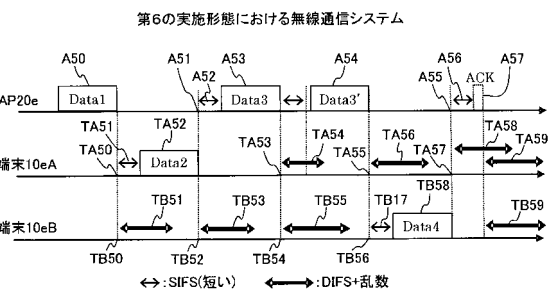 第6の実施形態における無線通信システム
A50 A51 A52 A53 A54 A55 A56 ACK A57
AP20e Data1 Data3 Data3'
TA50 TA51 TA52 TA53 TA54 TA55 TA56 TA57 TA58 TA59
端末10eA Data2
TB51 TB53 TB55 TB17 TB58 TB59
端末10eB Data4
TB50 TB52 TB54 TB56
:SIFS(短い) :DIFS+乱数